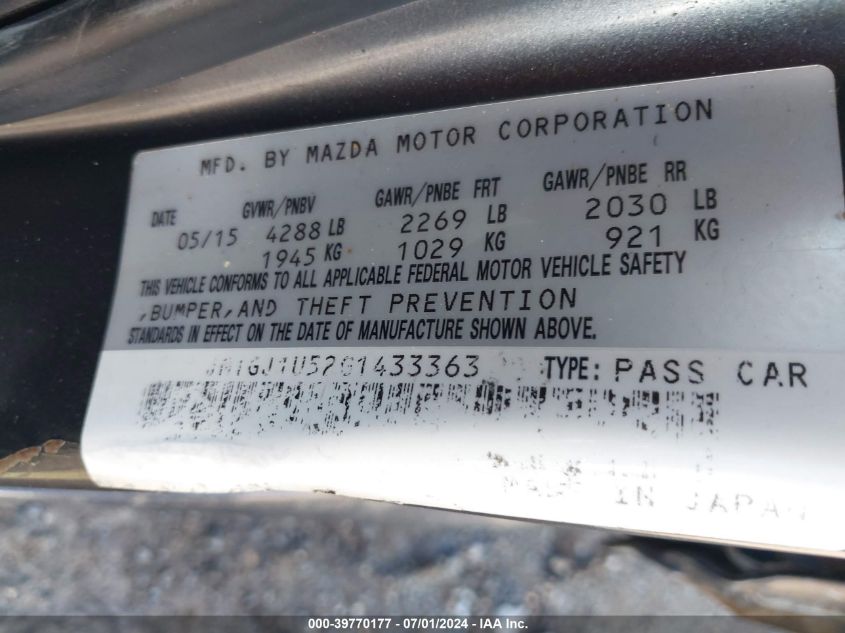 MFD. BY MAZDA MOTOR CORPORATION
DATE GVWR/PNBV GAWR/PNBE FRT GAWR/PNBE RR
05/15 4288 LB 2269 LB 2030 LB
1945 KG 1029 KG 921 KG
THIS VEHICLE CONFORMS TO ALL APPLICABLE FEDERAL MOTOR VEHICLE SAFETY
,BUMPER,AND THEFT PREVENTION
STANDARDS IN EFFECT ON THE DATE OF MANUFACTURE SHOWN ABOVE.
JM1GJ1U52G1433363 TYPE: PASS CAR
MADE IN JAPAN
000-39770177 - 07/01/2024 - IAA Inc.